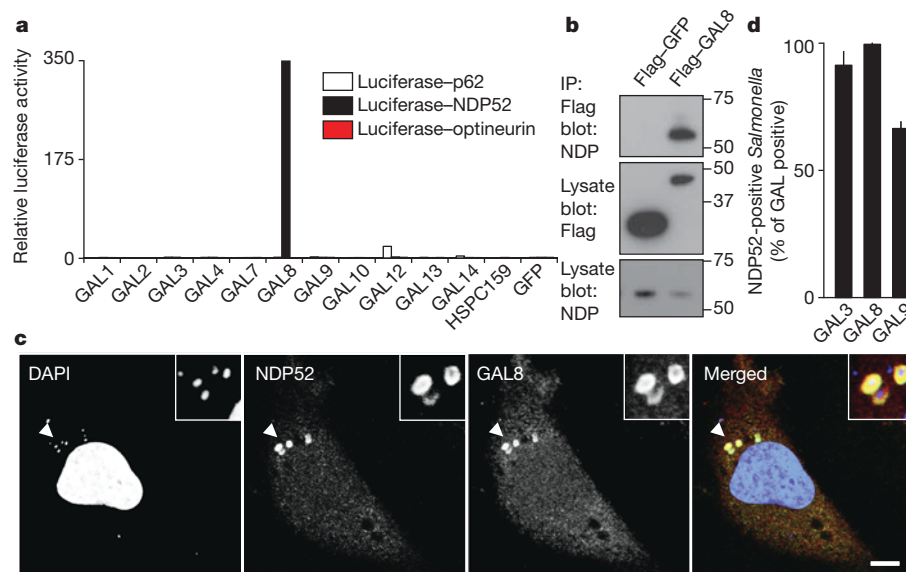 a
Relative luciferase activity
350
175
0
Luciferase–p62
Luciferase–NDP52
Luciferase–optineurin
GAL1
GAL2
GAL3
GAL4
GAL7
GAL8
GAL9
GAL10
GAL12
GAL13
GAL14
HSPC159
GFP
b
Flag–GFP
Flag–GAL8
IP:
Flag
blot:
NDP
75
50
Lysate
blot:
Flag
50
37
Lysate
blot:
NDP
75
50
d
NDP52-positive Salmonella
(% of GAL positive)
100
50
0
GAL3
GAL8
GAL9
c
DAPI
NDP52
GAL8
Merged